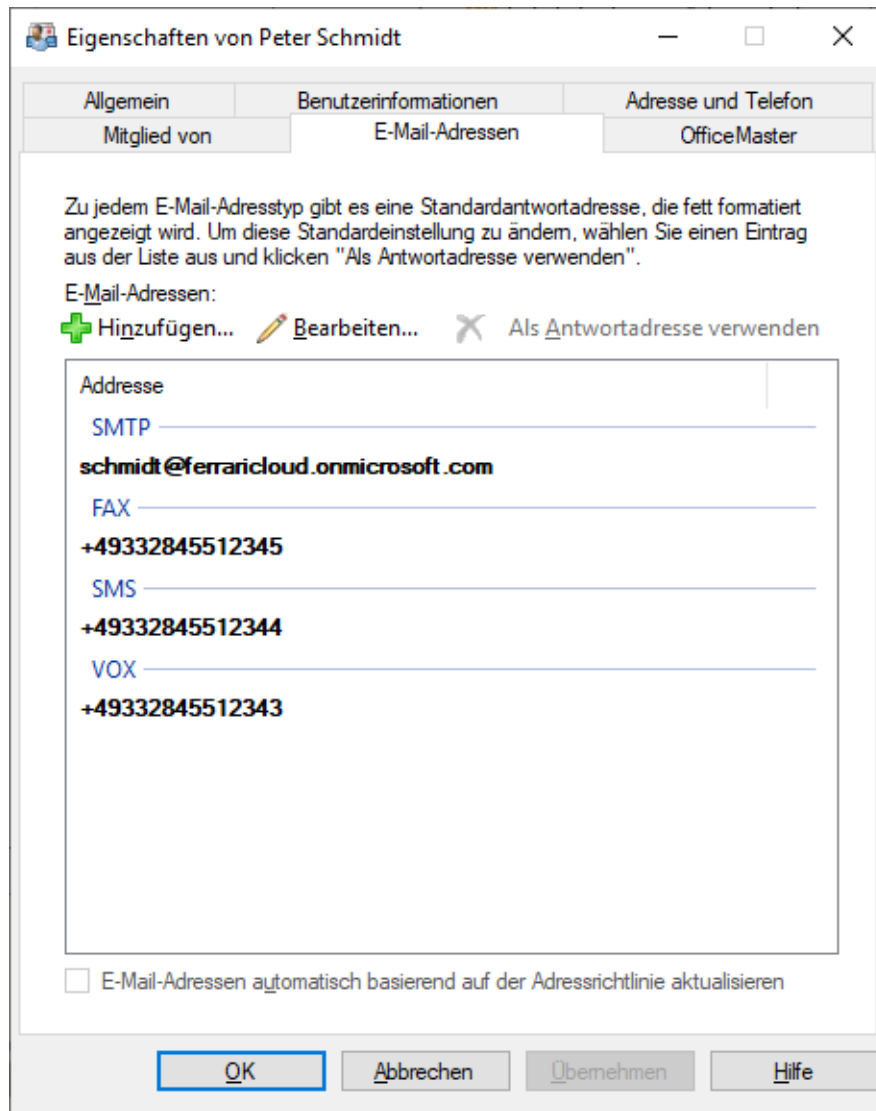 Eigenschaften von Peter Schmidt
Allgemein Benutzerinformationen Adresse und Telefon
Mitglied von E-Mail-Adressen OfficeMaster
Zu jedem E-Mail-Adresstyp gibt es eine Standardantwortadresse, die fett formatiert
angezeigt wird. Um diese Standardeinstellung zu ändern, wählen Sie einen Eintrag
aus der Liste aus und klicken "Als Antwortadresse verwenden".
E-Mail-Adressen:
Hinzufügen... Bearbeiten... Als Antwortadresse verwenden
Addresse
SMTP
schmidt@ferraricloud.onmicrosoft.com
FAX
+49332845512345
SMS
+49332845512344
VOX
+49332845512343
E-Mail-Adressen automatisch basierend auf der Adressrichtlinie aktualisieren
OK Abbrechen Übernehmen Hilfe